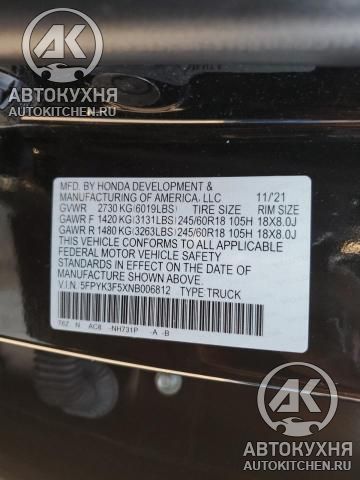 АК
АВТОКУХНЯ
AUTOKITCHEN.RU
MFD. BY HONDA DEVELOPMENT &
MANUFACTURING OF AMERICA, LLC 11/'21
GVWR 2730 KG (6019LBS) TIRE SIZE RIM SIZE
GAWR F 1420 KG (3131LBS) 245/60R18 105H 18X8.0J
GAWR R 1480 KG (3263LBS) 245/60R18 105H 18X8.0J
THIS VEHICLE CONFORMS TO ALL APPLICABLE
FEDERAL MOTOR VEHICLE SAFETY
STANDARDS IN EFFECT ON THE DATE OF
MANUFACTURE SHOWN ABOVE.
V.I.N. 5FPYK3F5XNB006812 TYPE TRUCK
T6Z N AC8 -NH731P -A -B
АК
АВТОКУХНЯ
AUTOKITCHEN.RU